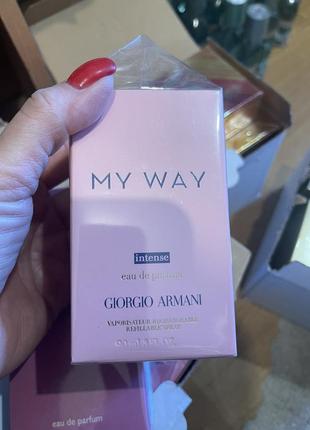 MY WAY
intense
eau de parfum
GIORGIO ARMANI
VAPORISATEUR RECHARGEABLE
REFILLABLE SPRAY
eau de parfum